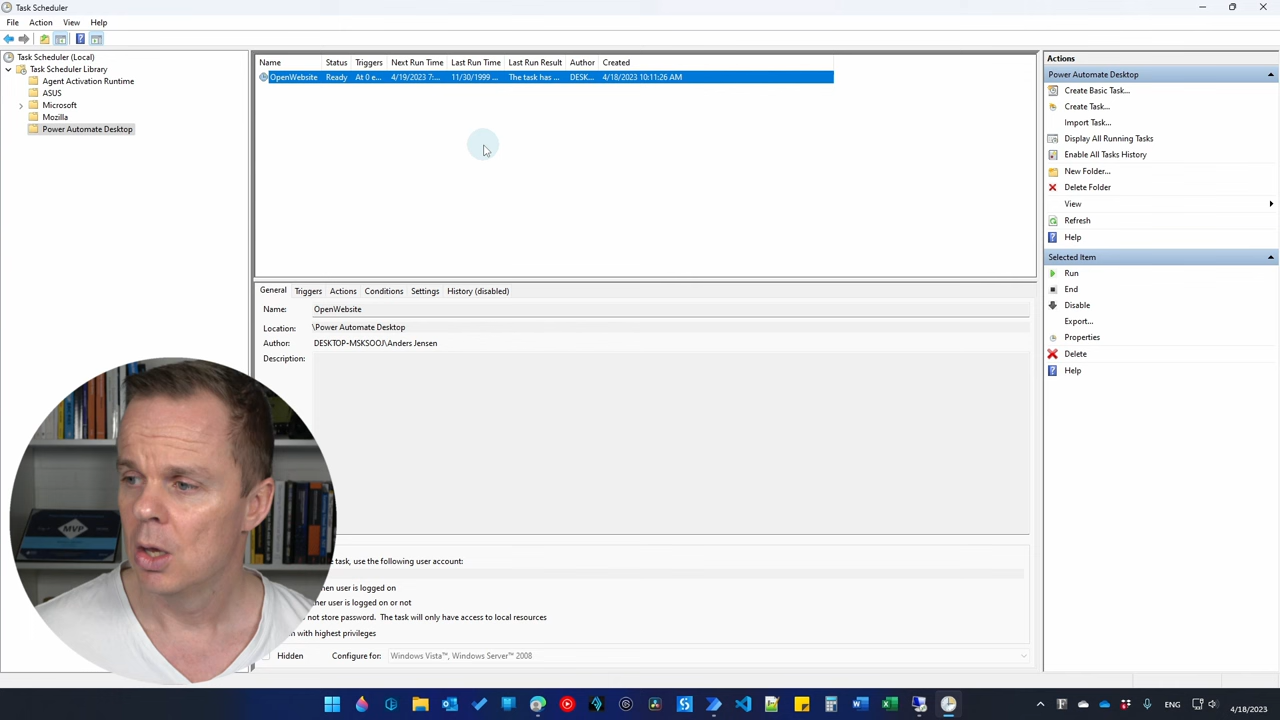 Task Scheduler
File Action View Help
Task Scheduler (Local)
Task Scheduler Library
Agent Activation Runtime
ASUS
Microsoft
Mozilla
Power Automate Desktop
Name Status Triggers Next Run Time Last Run Time Last Run Result Author Created
OpenWebsite Ready At 0 e... 4/19/2023 7:... 11/30/1999 ... The task has ... DESK... 4/18/2023 10:11:26 AM
General Triggers Actions Conditions Settings History (disabled)
Name: OpenWebsite
Location: \Power Automate Desktop
Author: DESKTOP-MSKSOOJ\Anders Jensen
Description:
task, use the following user account:
user is logged on
user is logged on or not
not store password. The task will only have access to local resources
with highest privileges
Hidden Configure for: Windows Vista™, Windows Server™ 2008
Actions
Power Automate Desktop
Create Basic Task...
Create Task...
Import Task...
Display All Running Tasks
Enable All Tasks History
New Folder...
Delete Folder
View
Refresh
Help
Selected Item
Run
End
Disable
Export...
Properties
Delete
Help
MVP
ENG
4/18/2023